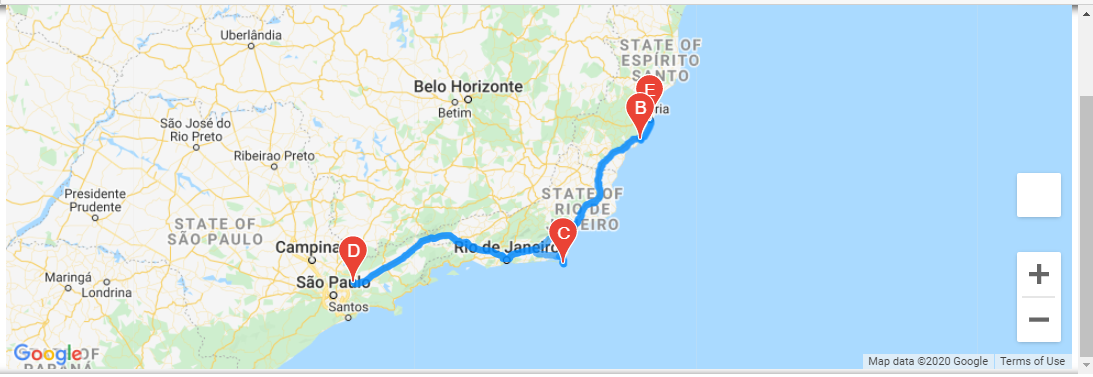 Uberlândia
STATE OF
ESPÍRITO
SANTO
Belo Horizonte
Betim
E
B
ria
São José do
Rio Preto
Ribeirao Preto
Presidente
Prudente
STATE OF
SÃO PAULO
STATE OF
RIO DE
JANEIRO
C
Campina
D
Rio de Janeiro
São Paulo
Santos
Maringá
Londrina
Google
OF
PARANÁ
+
−
Map data ©2020 Google
Terms of Use